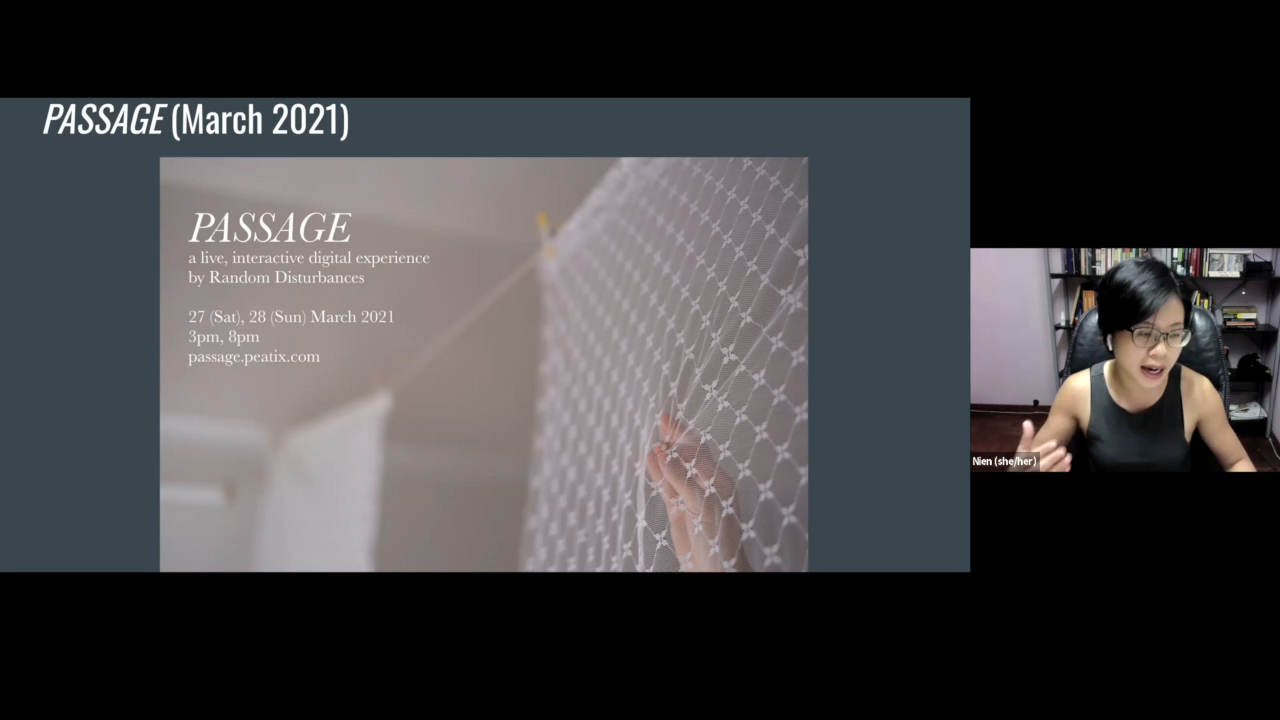 PASSAGE (March 2021)
PASSAGE
a live, interactive digital experience
by Random Disturbances
27 (Sat), 28 (Sun) March 2021
3pm, 8pm
passage.peatix.com
Nien (she/her)